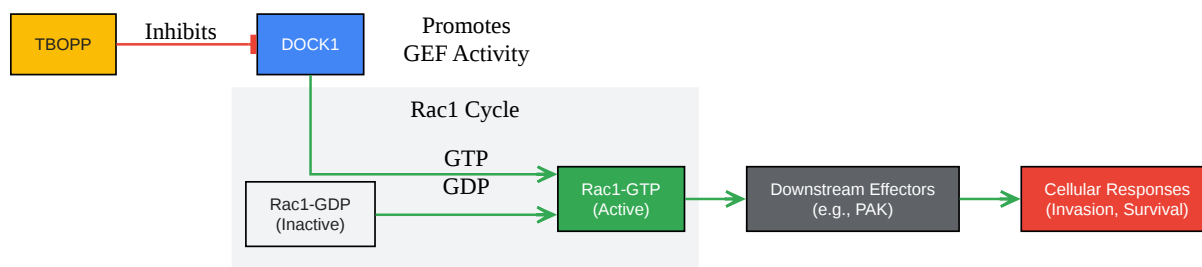 TBOPP
Inhibits
DOCK1
Promotes
GEF Activity
Rac1 Cycle
GTP
GDP
Rac1-GDP
(Inactive)
Rac1-GTP
(Active)
Downstream Effectors
(e.g., PAK)
Cellular Responses
(Invasion, Survival)